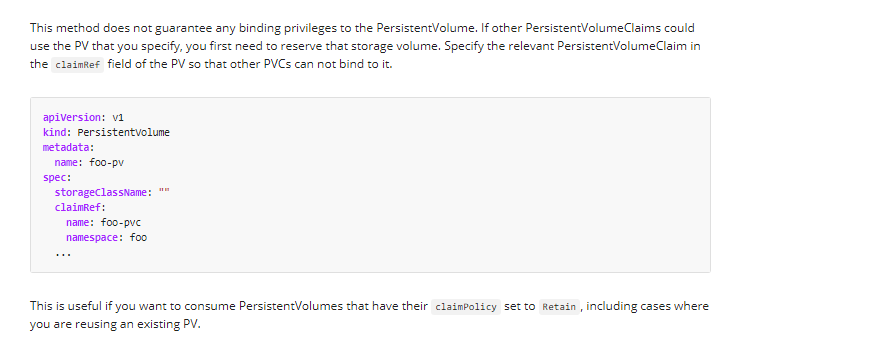 This method does not guarantee any binding privileges to the PersistentVolume. If other PersistentVolumeClaims could
use the PV that you specify, you first need to reserve that storage volume. Specify the relevant PersistentVolumeClaim in
the claimRef field of the PV so that other PVCs can not bind to it.
apiVersion: v1
kind: PersistentVolume
metadata:
  name: foo-pv
spec:
  storageClassName: ""
  claimRef:
    name: foo-pvc
    namespace: foo
  ...
This is useful if you want to consume PersistentVolumes that have their claimPolicy set to Retain, including cases where
you are reusing an existing PV.